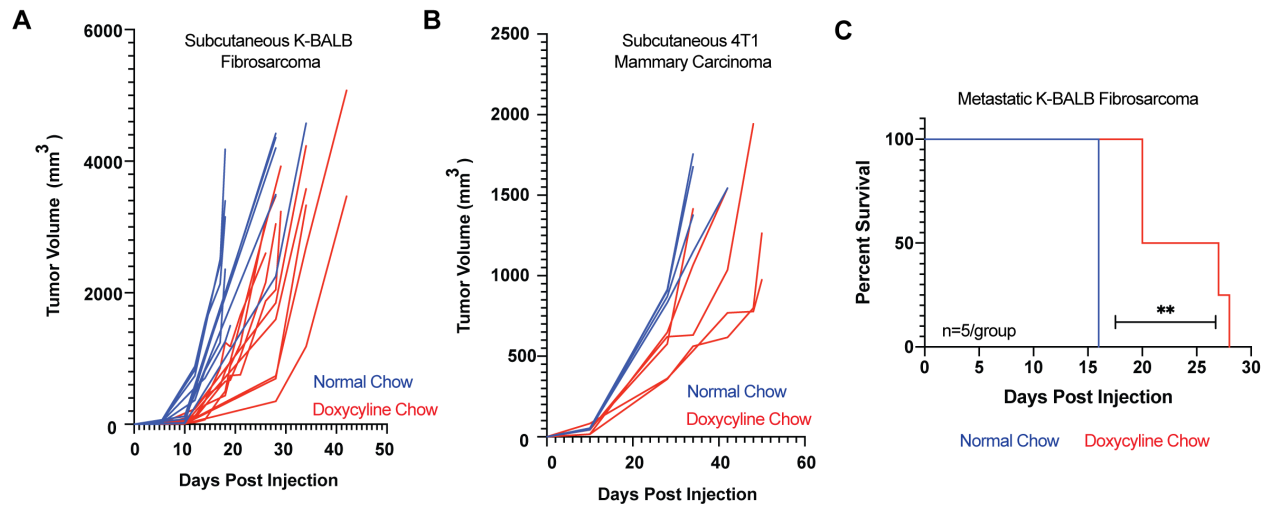 A
Subcutaneous K-BALB
Fibrosarcoma
Tumor Volume (mm3)
6000
4000
2000
0
0 10 20 30 40 50
Days Post Injection
Normal Chow
Doxycyline Chow
B
Subcutaneous 4T1
Mammary Carcinoma
Tumor Volume (mm3)
2500
2000
1500
1000
500
0
0 20 40 60
Days Post Injection
Normal Chow
Doxycyline Chow
C
Metastatic K-BALB Fibrosarcoma
Percent Survival
100
50
0
n=5/group
**
0 5 10 15 20 25 30
Days Post Injection
Normal Chow Doxycyline Chow